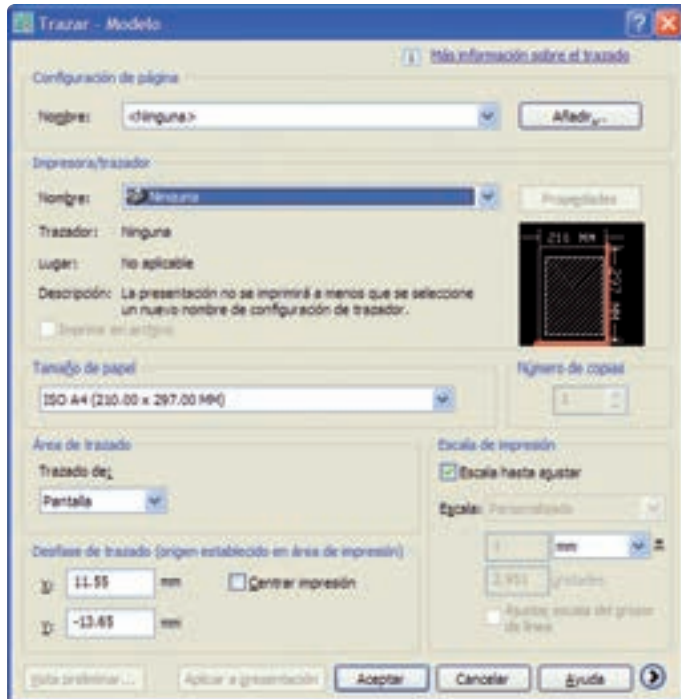 Trazar - Modelo
Más información sobre el trazado
Configuración de página
Nombre: <Ninguna> Añadir...
Impresora/trazador
Nombre: Ninguna Propiedades
Trazador: Ninguna
Lugar: No aplicable
Descripción: La presentación no se imprimirá a menos que se seleccione
un nuevo nombre de configuración de trazador.
Imprimir en archivo
211 MM
297 MM
Tamaño de papel
ISO A4 (210.00 x 297.00 MM)
Número de copias
1
Área de trazado
Trazado de:
Pantalla
Escala de impresión
Escala hasta ajustar
Escala: Personalizado
1 mm =
2.951 unidades
Ajustar escala del grosor
de línea
Desfase de trazado (origen establecido en área de impresión)
X: 11.55 mm Centrar impresión
Y: -13.65 mm
Vista preliminar... Aplicar a presentación Aceptar Cancelar Ayuda